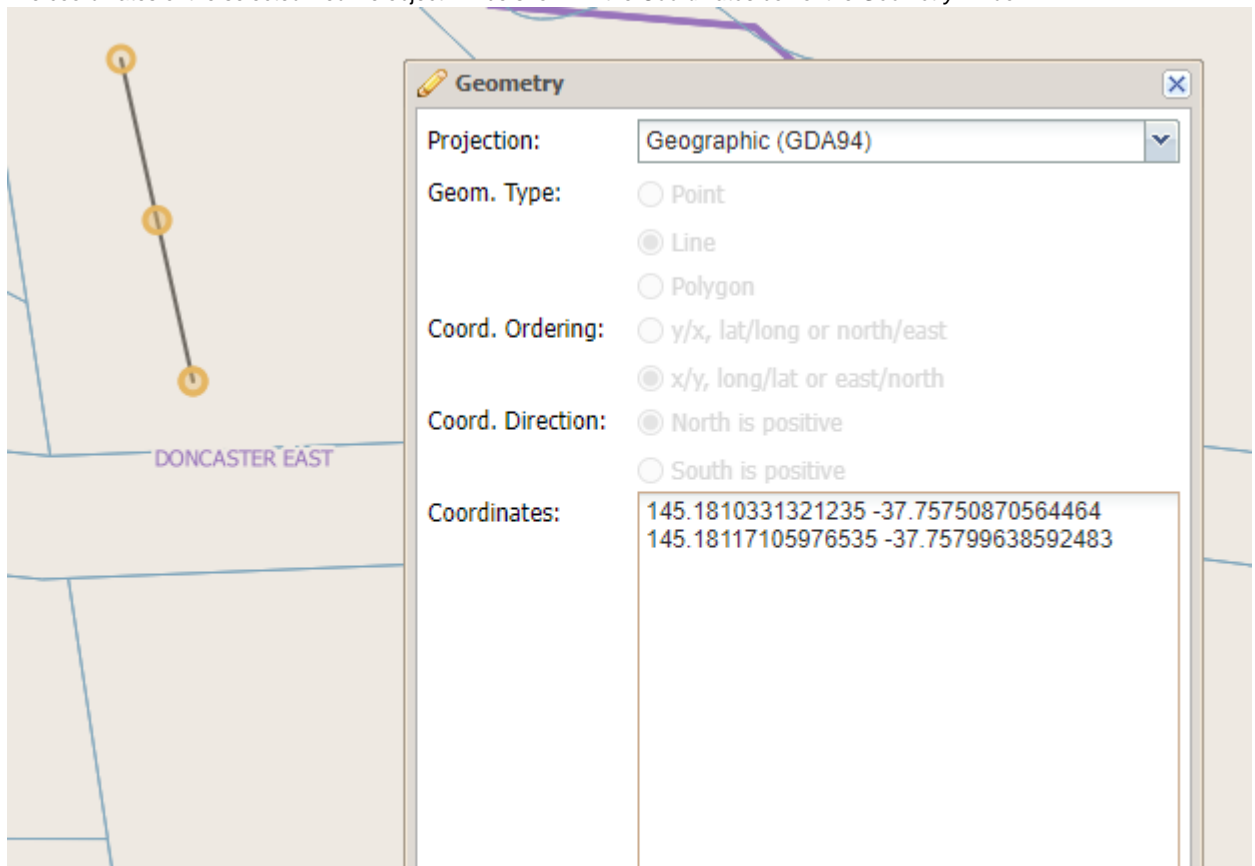 Geometry
Projection: Geographic (GDA94)
Geom. Type: Point
Line
Polygon
Coord. Ordering: y/x, lat/long or north/east
x/y, long/lat or east/north
Coord. Direction: North is positive
South is positive
DONCASTER EAST
Coordinates: 145.1810331321235 -37.75750870564464
145.18117105976535 -37.75799638592483